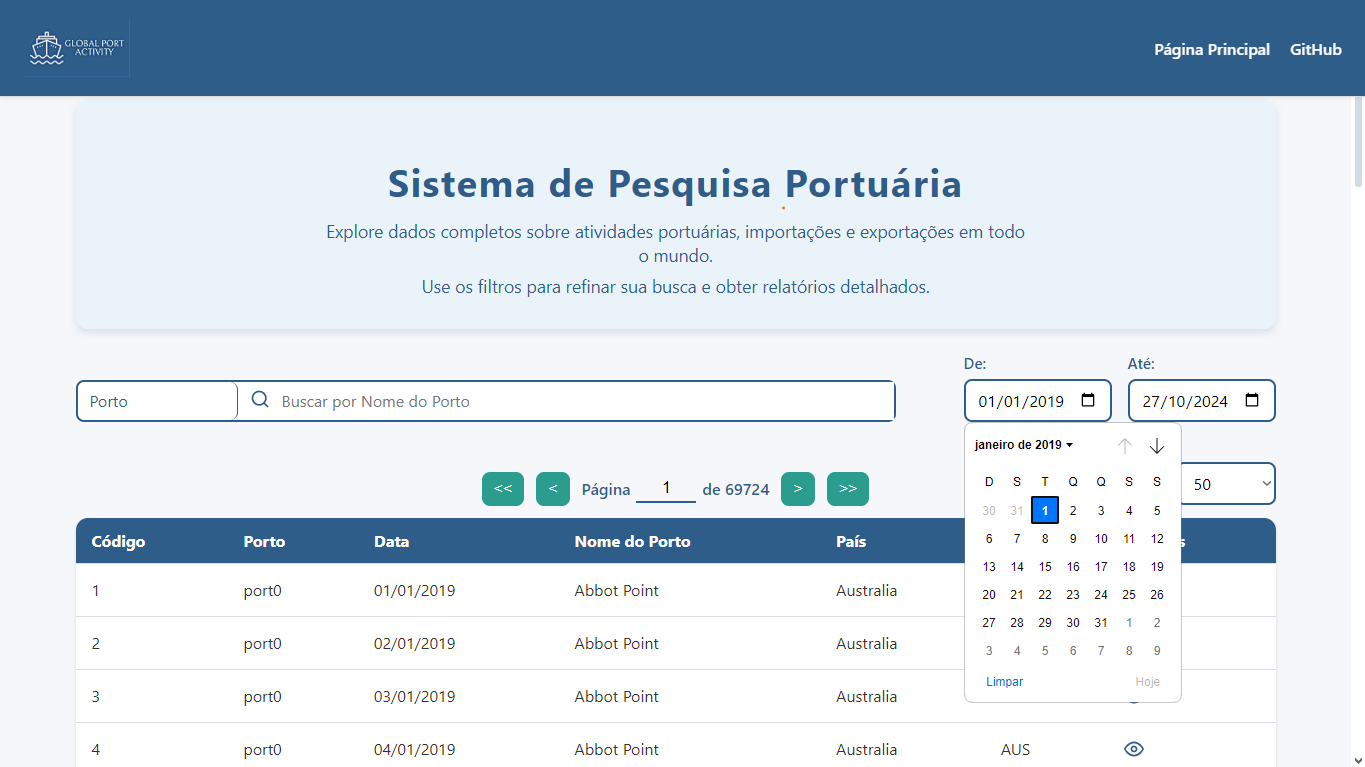 GLOBAL PORT
ACTIVITY
Página Principal GitHub
Sistema de Pesquisa Portuária
Explore dados completos sobre atividades portuárias, importações e exportações em todo
o mundo.
Use os filtros para refinar sua busca e obter relatórios detalhados.
De: Até:
Porto Buscar por Nome do Porto 01/01/2019 27/10/2024
janeiro de 2019
D S T Q Q S S
30 31 1 2 3 4 5
6 7 8 9 10 11 12
13 14 15 16 17 18 19
20 21 22 23 24 25 26
27 28 29 30 31 1 2
3 4 5 6 7 8 9
Limpar Hoje
50
<< < Página 1 de 69724 > >>
Código Porto Data Nome do Porto País
1 port0 01/01/2019 Abbot Point Australia
2 port0 02/01/2019 Abbot Point Australia
3 port0 03/01/2019 Abbot Point Australia
4 port0 04/01/2019 Abbot Point Australia AUS